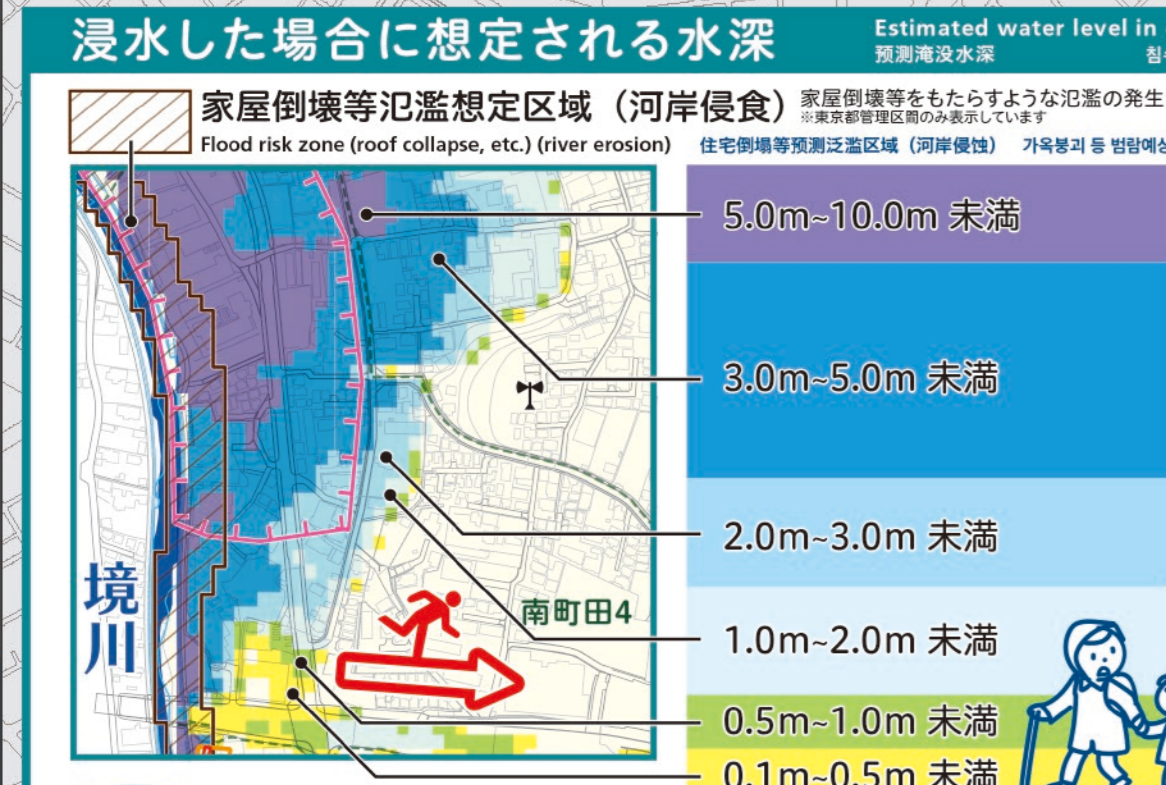 浸水した場合に想定される水深
Estimated water level in
预测淹没水深
침
家屋倒壊等氾濫想定区域（河岸侵食）
家屋倒壊等をもたらすような氾濫の発生
※東京都管理区間のみ表示しています
Flood risk zone (roof collapse, etc.) (river erosion)
住宅倒塌等预测泛滥区域（河岸侵蚀）
가옥붕괴 등 범람예상
5.0m~10.0m 未満
3.0m~5.0m 未満
2.0m~3.0m 未満
境川
南町田4
1.0m~2.0m 未満
0.5m~1.0m 未満
0.1m~0.5m 未満